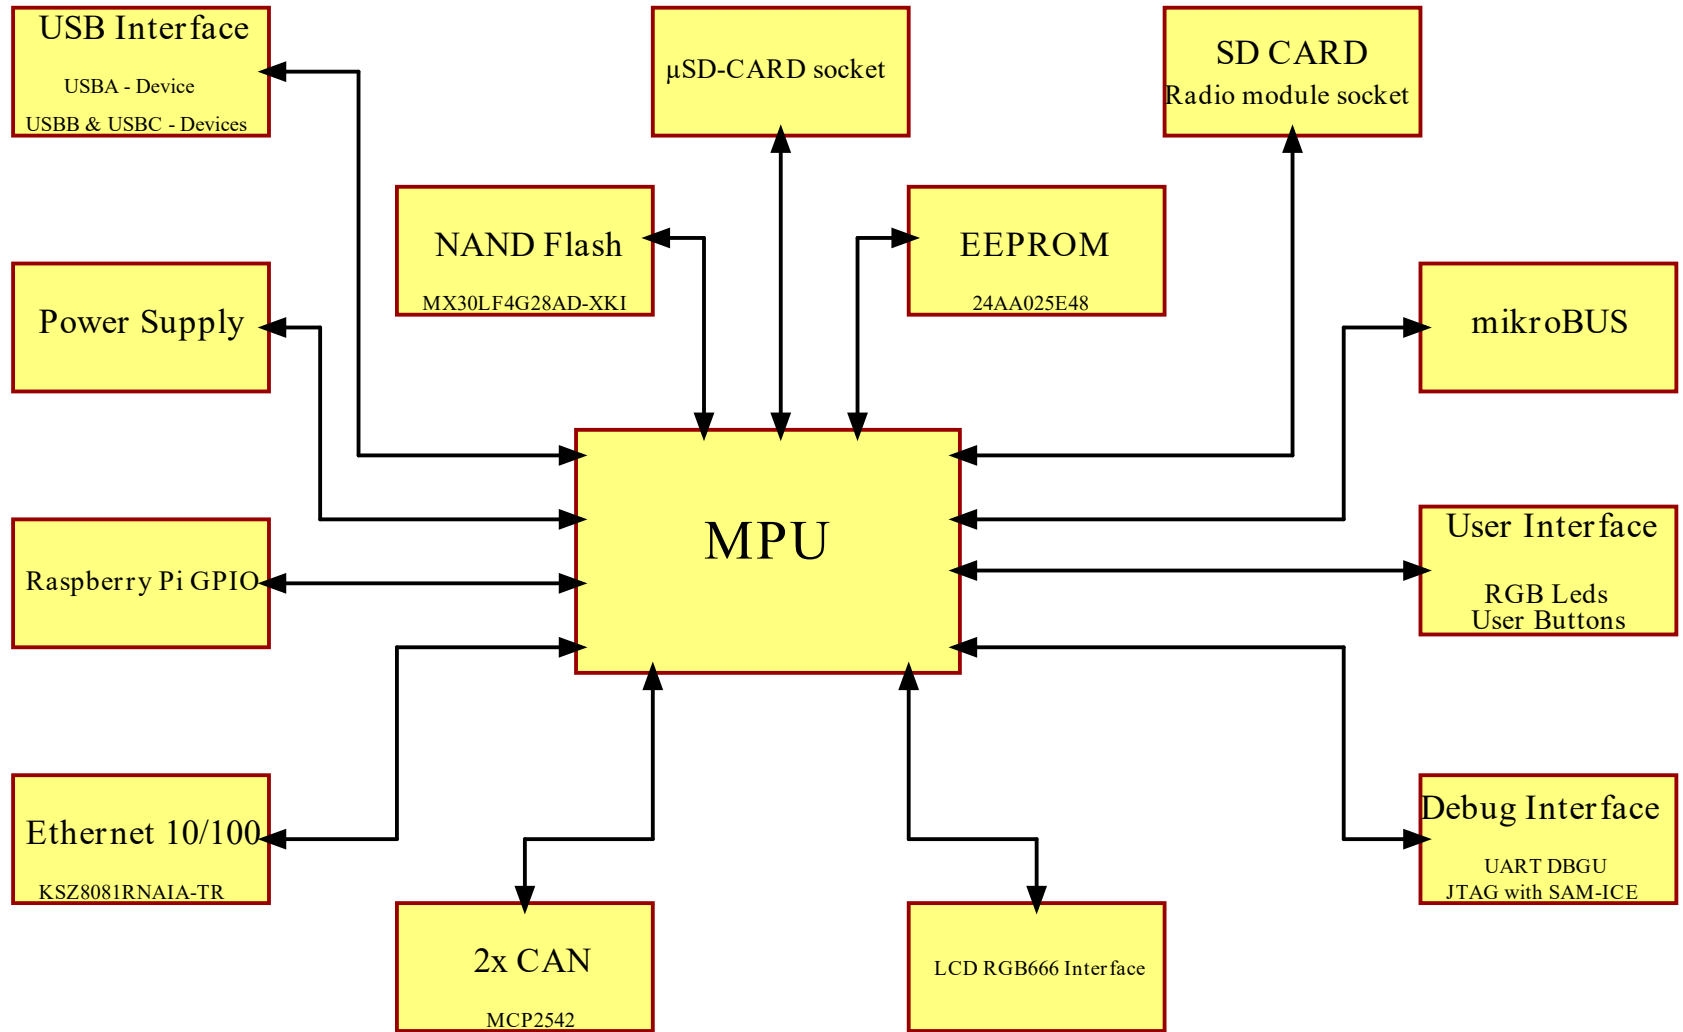 USB Interface
USBA - Device
USBB & USBC - Devices
µSD-CARD socket
SD CARD
Radio module socket
NAND Flash
MX30LF4G28AD-XKI
EEPROM
24AA025E48
Power Supply
mikroBUS
MPU
Raspberry Pi GPIO
User Interface
RGB Leds
User Buttons
Ethernet 10/100
KSZ8081RNAIA-TR
Debug Interface
UART DBGU
JTAG with SAM-ICE
2x CAN
MCP2542
LCD RGB666 Interface